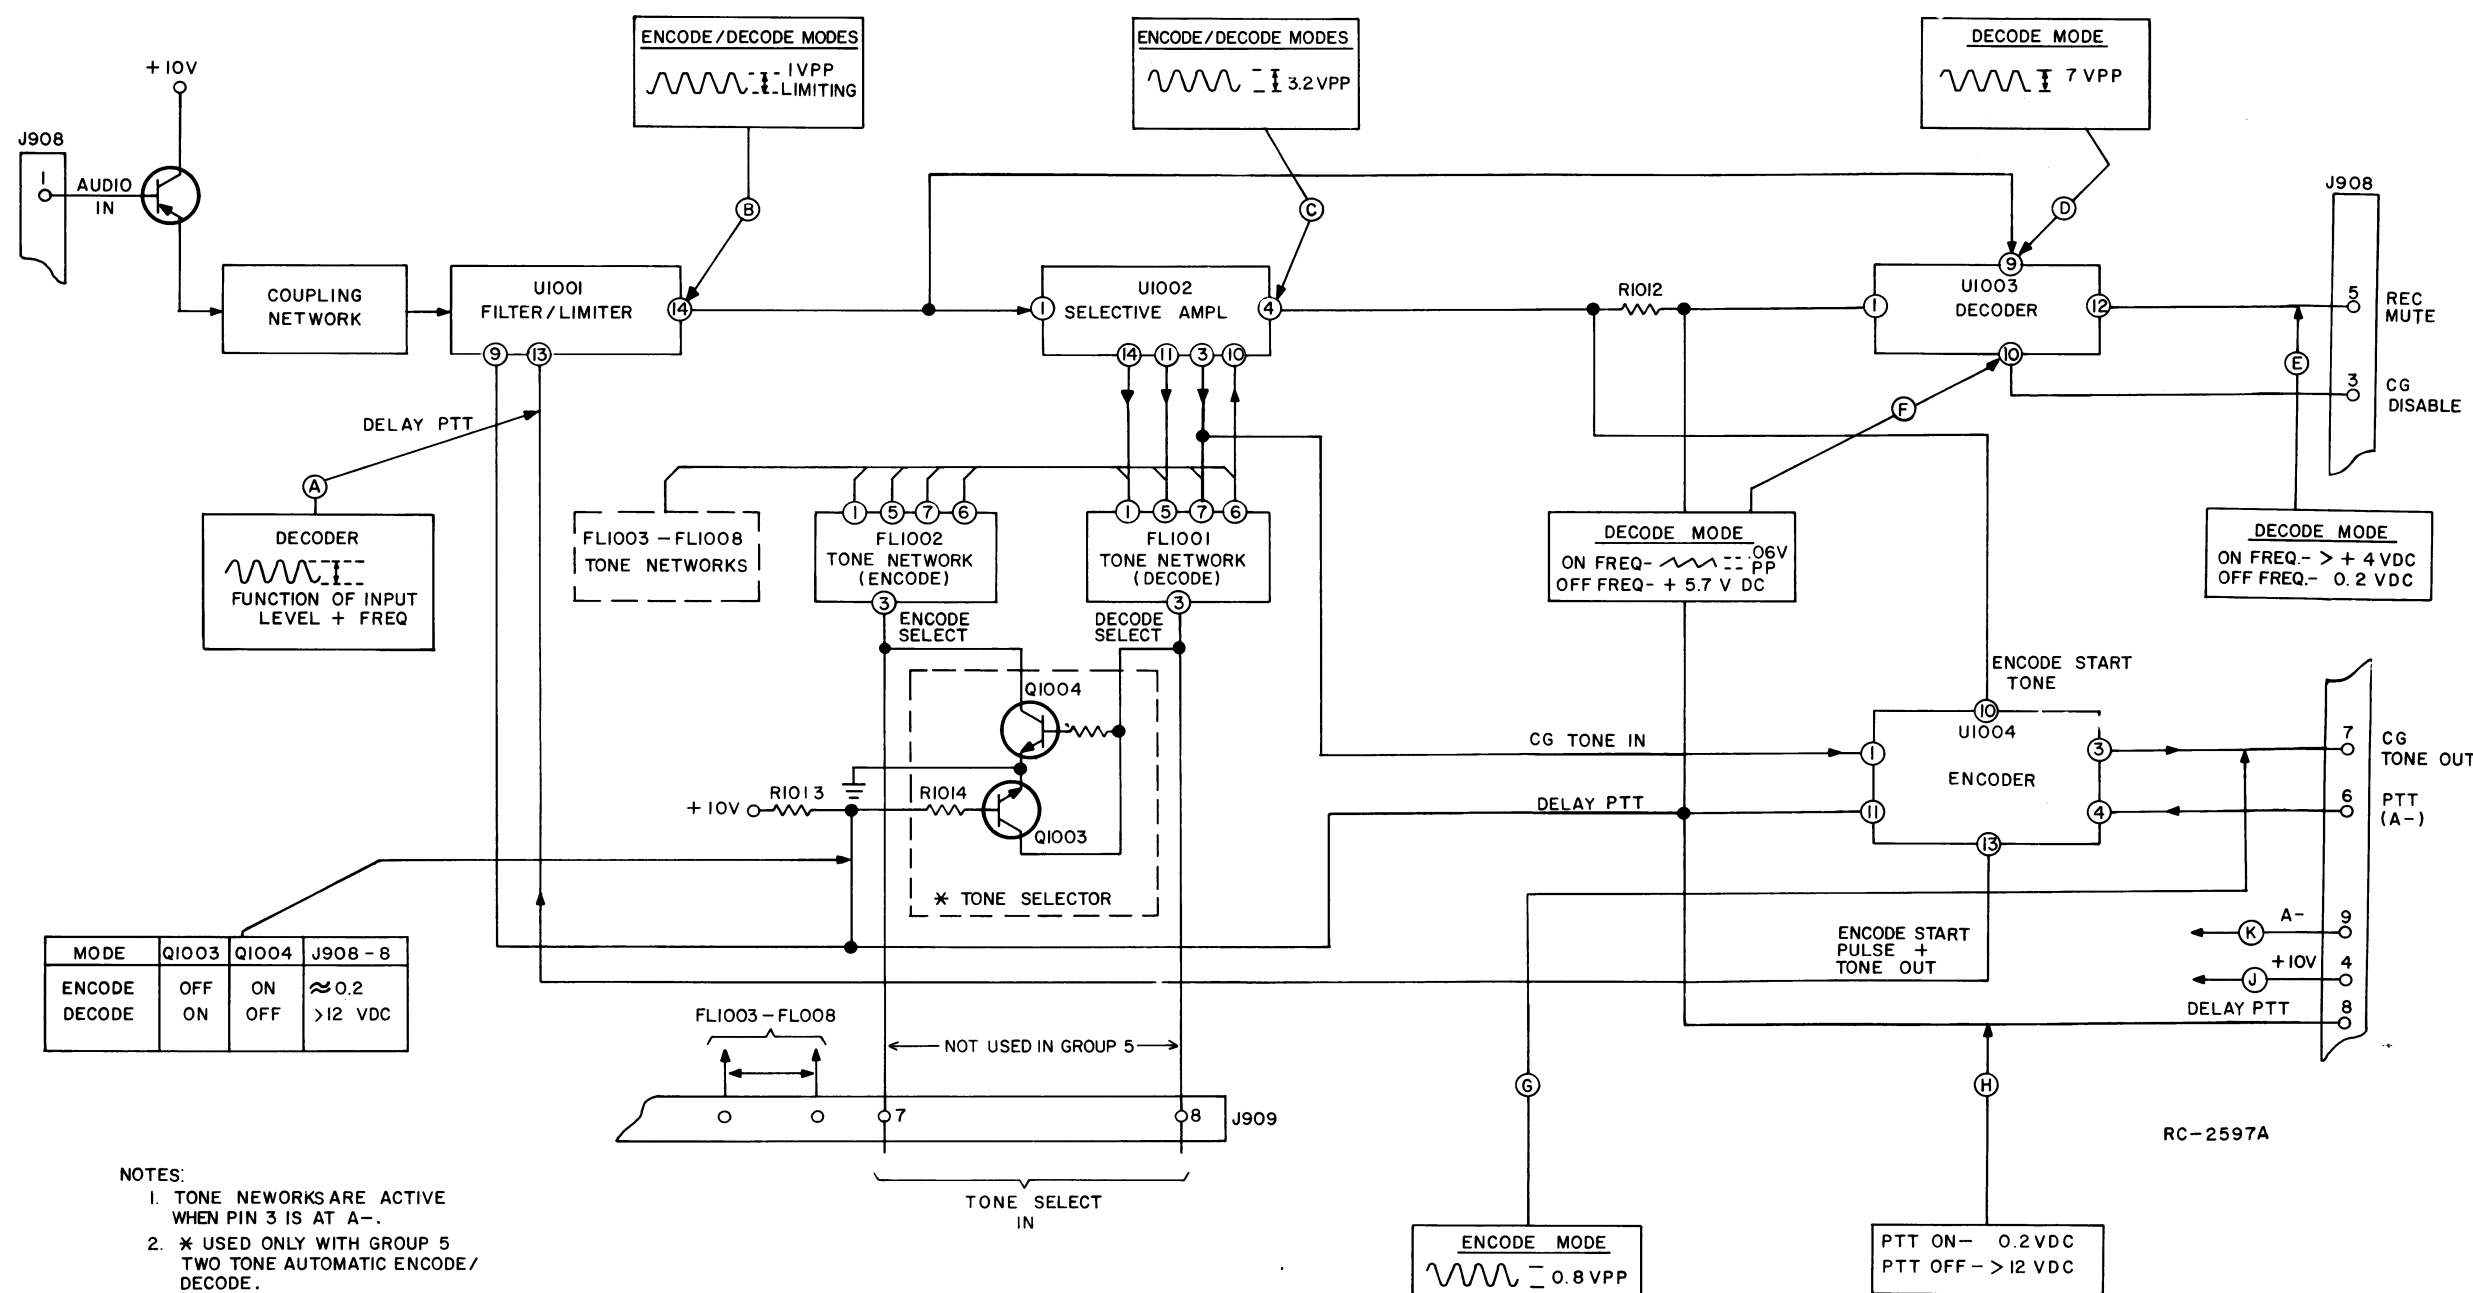 ENCODE/DECODE MODES
1VPP
LIMITING
ENCODE/DECODE MODES
3.2VPP
DECODE MODE
7 VPP
+10V
J908
1
AUDIO
IN
B
C
D
J908
COUPLING
NETWORK
U1001
FILTER/LIMITER
14
9
13
1
U1002
SELECTIVE AMPL
4
14
11
3
10
R1012
9
1
U1003
DECODER
12
10
5
REC
MUTE
E
3
CG
DISABLE
F
DELAY PTT
A
DECODER
FUNCTION OF INPUT
LEVEL + FREQ
FL1003-FL1008
TONE NETWORKS
1
5
7
6
FL1002
TONE NETWORK
(ENCODE)
3
ENCODE
SELECT
1
5
7
6
FL1001
TONE NETWORK
(DECODE)
3
DECODE
SELECT
DECODE MODE
ON FREQ- .06V
PP
OFF FREQ- + 5.7 V DC
DECODE MODE
ON FREQ.- > + 4 VDC
OFF FREQ.- 0.2 VDC
Q1004
+10V
R1013
R1014
Q1003
* TONE SELECTOR
ENCODE START
TONE
10
U1004
ENCODER
CG TONE IN
1
DELAY PTT
11
3
4
13
7
CG
TONE OUT
6
PTT
(A-)
K
A-
9
J
+10V
4
DELAY PTT
8
ENCODE START
PULSE +
TONE OUT
MODE Q1003 Q1004 J908-8
ENCODE OFF ON ≈0.2
DECODE ON OFF >12 VDC
FL1003-FL008
NOT USED IN GROUP 5
7
8
J909
TONE SELECT
IN
G
H
RC-2597A
ENCODE MODE
0.8 VPP
PTT ON- 0.2VDC
PTT OFF->12 VDC
NOTES:
1. TONE NEWORKS ARE ACTIVE
WHEN PIN 3 IS AT A-.
2. * USED ONLY WITH GROUP 5
TWO TONE AUTOMATIC ENCODE/
DECODE.